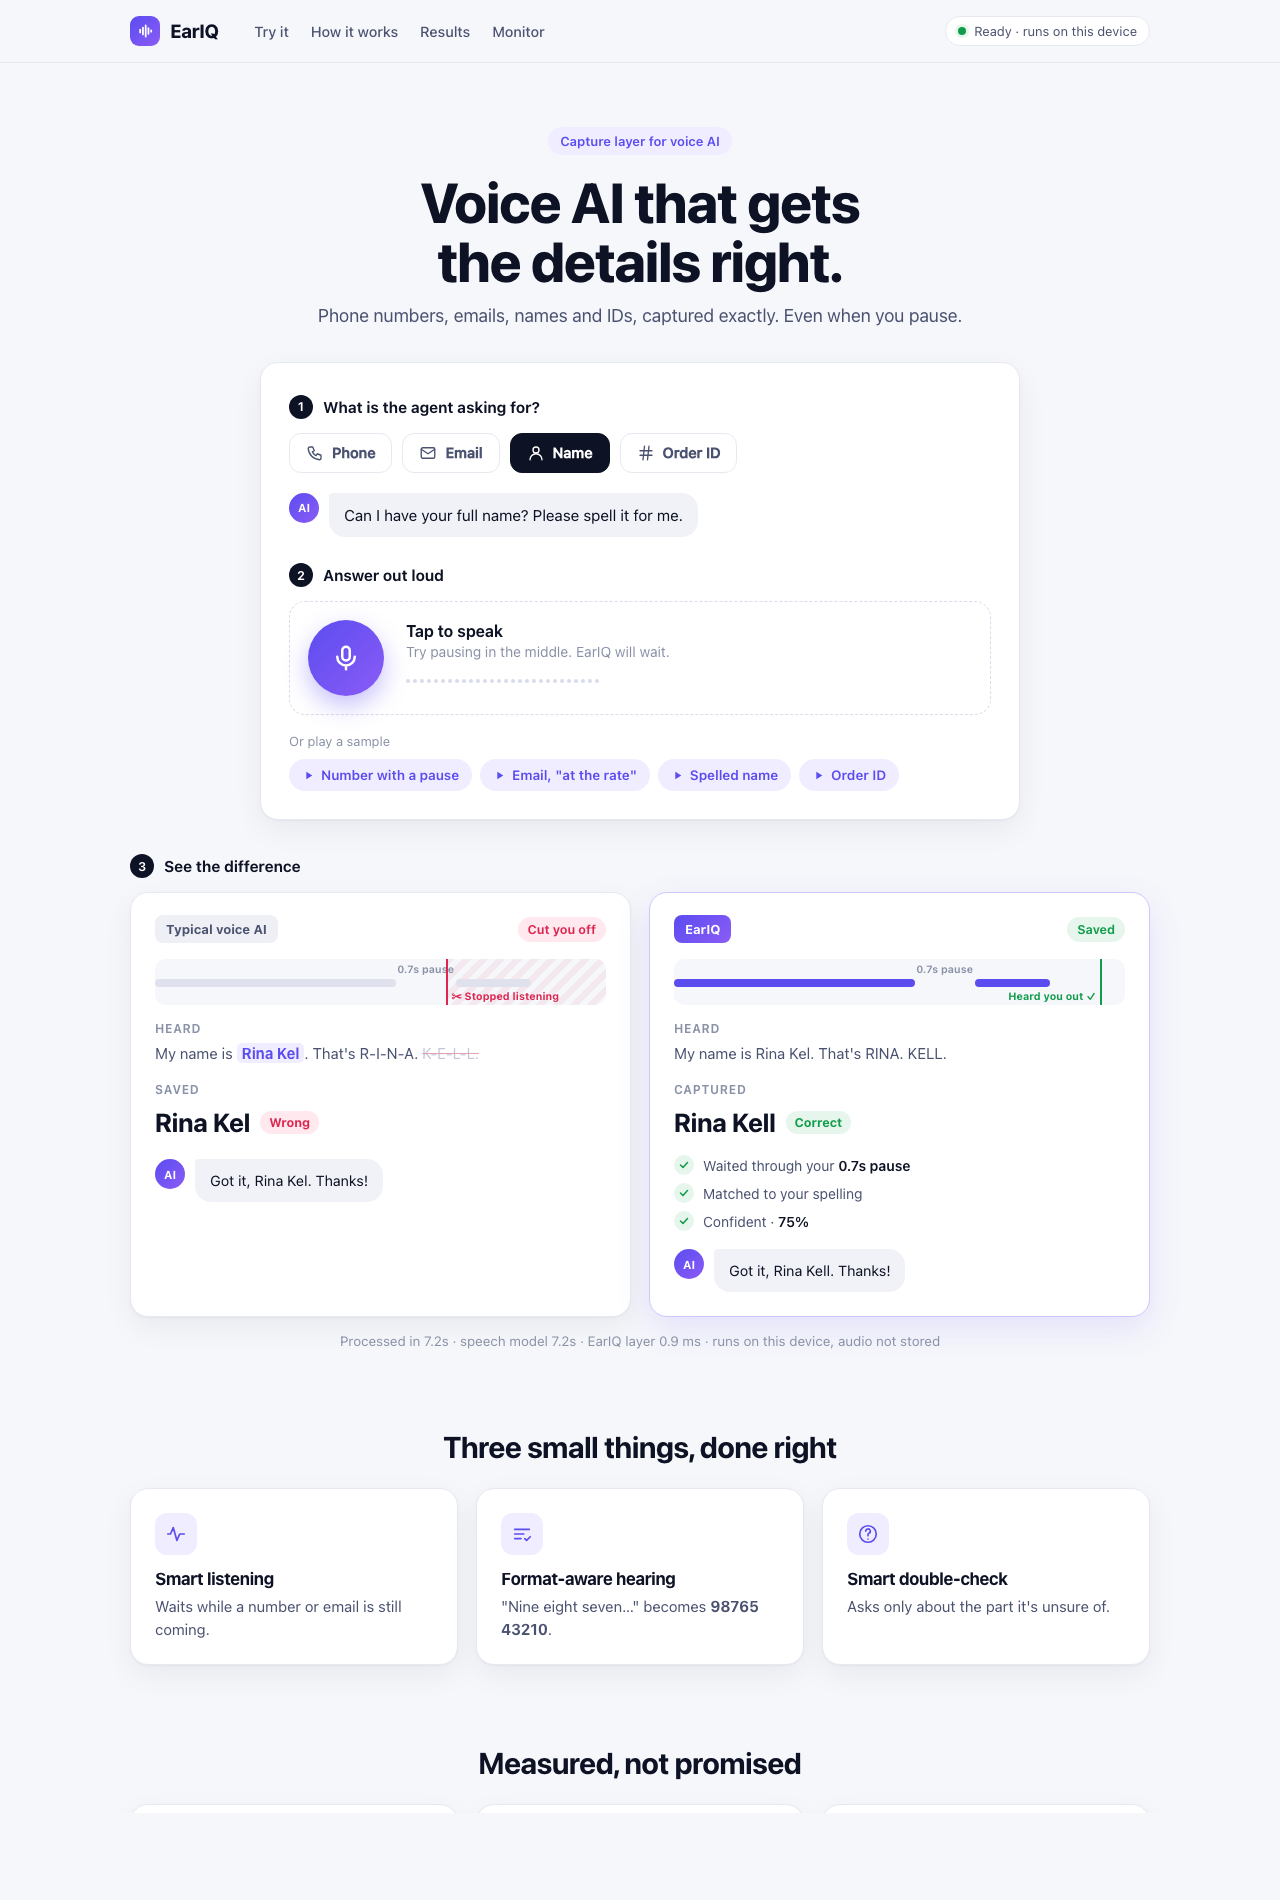 EarIQ
Try it
How it works
Results
Monitor
Ready · runs on this device
Capture layer for voice AI
Voice AI that gets
the details right.
Phone numbers, emails, names and IDs, captured exactly. Even when you pause.
1 What is the agent asking for?
Phone
Email
Name
Order ID
AI Can I have your full name? Please spell it for me.
2 Answer out loud
Tap to speak
Try pausing in the middle. EarIQ will wait.
Or play a sample
Number with a pause
Email, "at the rate"
Spelled name
Order ID
3 See the difference
Typical voice AI
Cut you off
0.7s pause
✂ Stopped listening
HEARD
My name is Rina Kel. That's R-I-N-A. K-E-L-L.
SAVED
Rina Kel Wrong
AI Got it, Rina Kel. Thanks!
EarIQ
Saved
0.7s pause
Heard you out ✓
HEARD
My name is Rina Kel. That's RINA. KELL.
CAPTURED
Rina Kell Correct
Waited through your 0.7s pause
Matched to your spelling
Confident · 75%
AI Got it, Rina Kell. Thanks!
Processed in 7.2s · speech model 7.2s · EarIQ layer 0.9 ms · runs on this device, audio not stored
Three small things, done right
Smart listening
Waits while a number or email is still
coming.
Format-aware hearing
"Nine eight seven..." becomes 98765
43210.
Smart double-check
Asks only about the part it's unsure of.
Measured, not promised